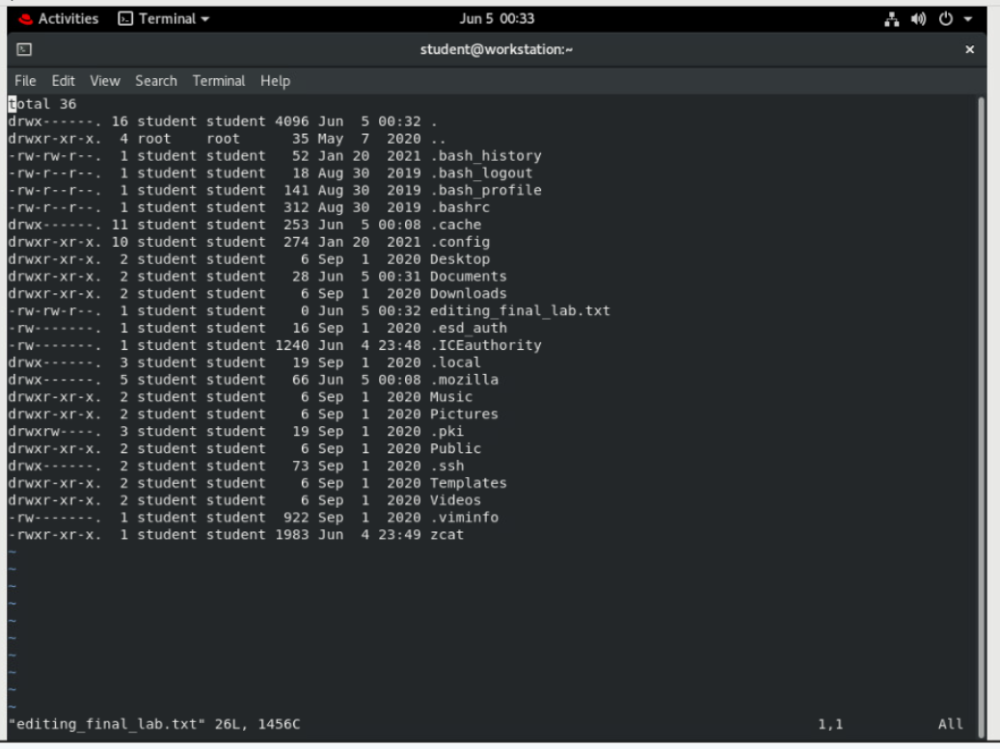 Activities Terminal Jun 5 00:33
student@workstation:~ ×
File Edit View Search Terminal Help
total 36
drwx------. 16 student student 4096 Jun  5 00:32 .
drwxr-xr-x.  4 root    root      35 May  7  2020 ..
-rw-rw-r--.  1 student student   52 Jan 20  2021 .bash_history
-rw-r--r--.  1 student student   18 Aug 30  2019 .bash_logout
-rw-r--r--.  1 student student  141 Aug 30  2019 .bash_profile
-rw-r--r--.  1 student student  312 Aug 30  2019 .bashrc
drwx------. 11 student student  253 Jun  5 00:08 .cache
drwxr-xr-x. 10 student student  274 Jan 20  2021 .config
drwxr-xr-x.  2 student student    6 Sep  1  2020 Desktop
drwxr-xr-x.  2 student student   28 Jun  5 00:31 Documents
drwxr-xr-x.  2 student student    6 Sep  1  2020 Downloads
-rw-rw-r--.  1 student student    0 Jun  5 00:32 editing_final_lab.txt
-rw-------.  1 student student   16 Sep  1  2020 .esd_auth
-rw-------.  1 student student 1240 Jun  4 23:48 .ICEauthority
drwx------.  3 student student   19 Sep  1  2020 .local
drwx------.  5 student student   66 Jun  5 00:08 .mozilla
drwxr-xr-x.  2 student student    6 Sep  1  2020 Music
drwxr-xr-x.  2 student student    6 Sep  1  2020 Pictures
drwxrw----.  3 student student   19 Sep  1  2020 .pki
drwxr-xr-x.  2 student student    6 Sep  1  2020 Public
drwx------.  2 student student   73 Sep  1  2020 .ssh
drwxr-xr-x.  2 student student    6 Sep  1  2020 Templates
drwxr-xr-x.  2 student student    6 Sep  1  2020 Videos
-rw-------.  1 student student  922 Sep  1  2020 .viminfo
-rwxr-xr-x.  1 student student 1983 Jun  4 23:49 zcat
~
~
~
~
~
~
~
~
~
~
"editing_final_lab.txt" 26L, 1456C 1,1 All